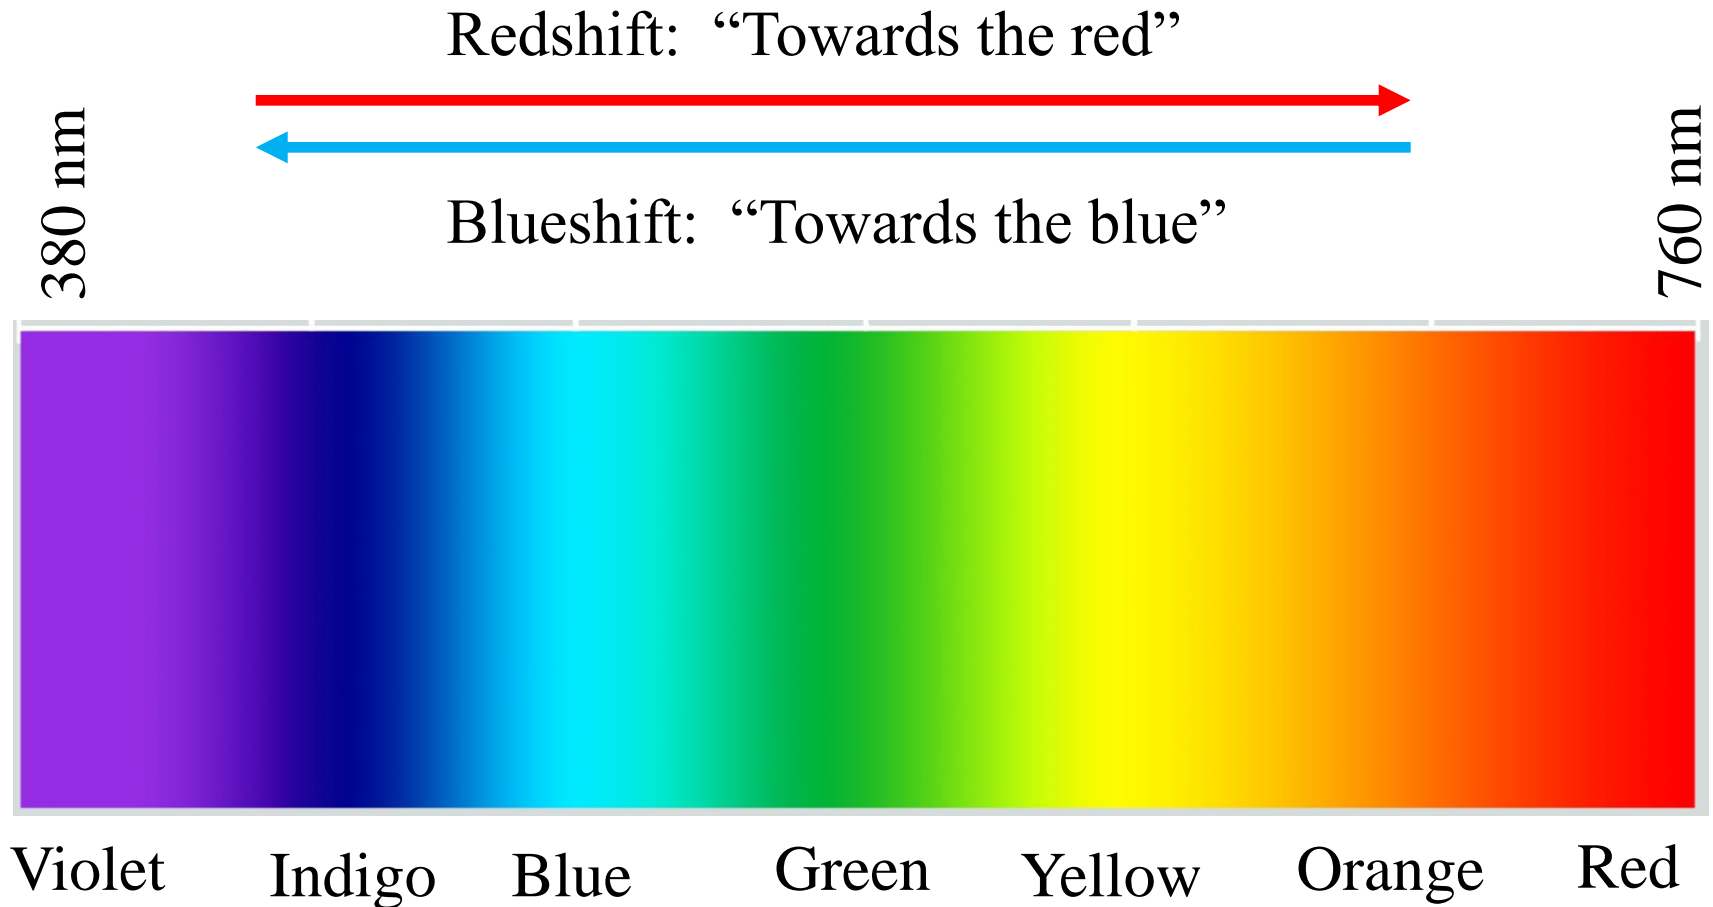 Redshift: “Towards the red”
380 nm
760 nm
Blueshift: “Towards the blue”
Violet Indigo Blue Green Yellow Orange Red